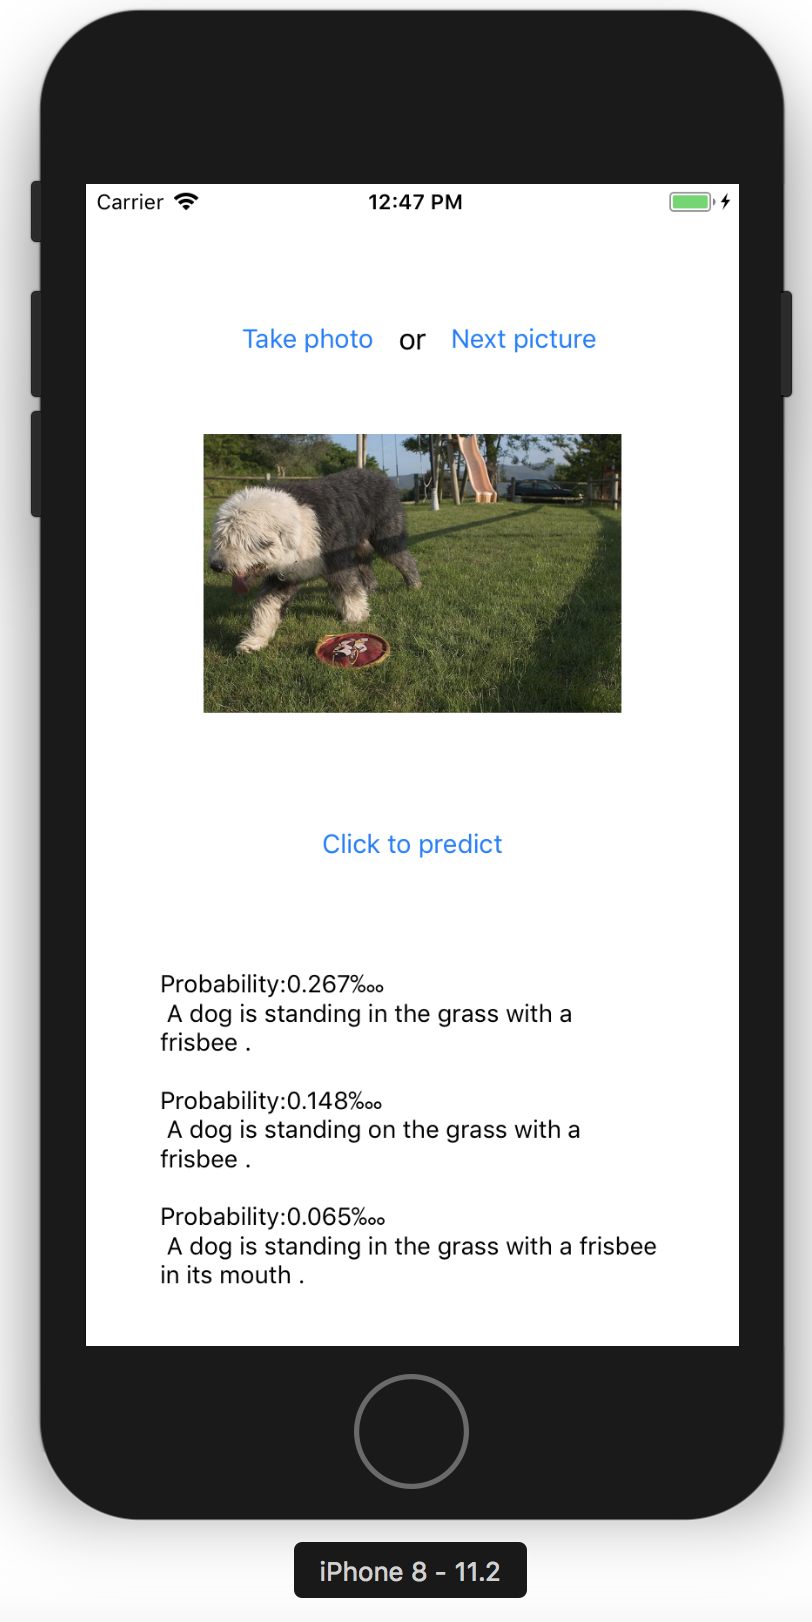 Carrier 12:47 PM
Take photo or Next picture
Click to predict
Probability:0.267‱
A dog is standing in the grass with a
frisbee .
Probability:0.148‱
A dog is standing on the grass with a
frisbee .
Probability:0.065‱
A dog is standing in the grass with a frisbee
in its mouth .
iPhone 8 - 11.2